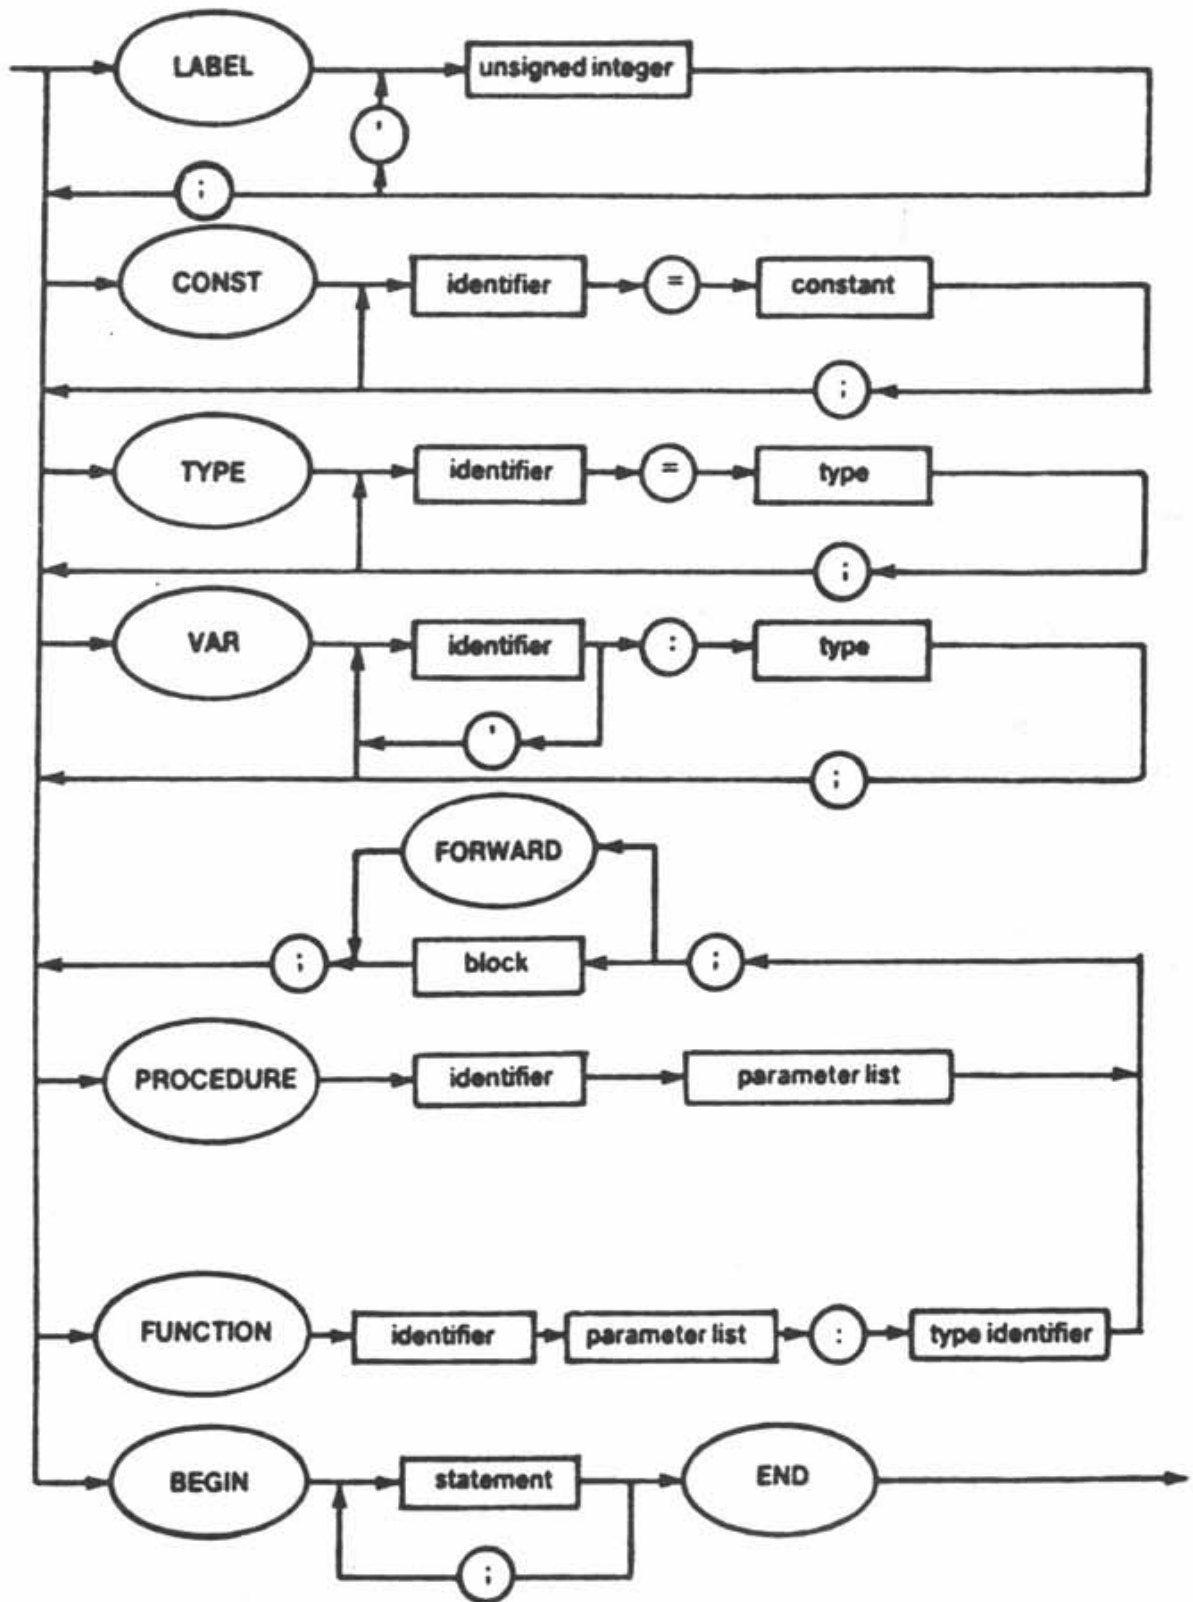 LABEL unsigned integer
,
;
CONST identifier = constant
;
TYPE identifier = type
;
VAR identifier : type
,
;
FORWARD
; block ;
PROCEDURE identifier parameter list
FUNCTION identifier parameter list : type identifier
BEGIN statement END
;